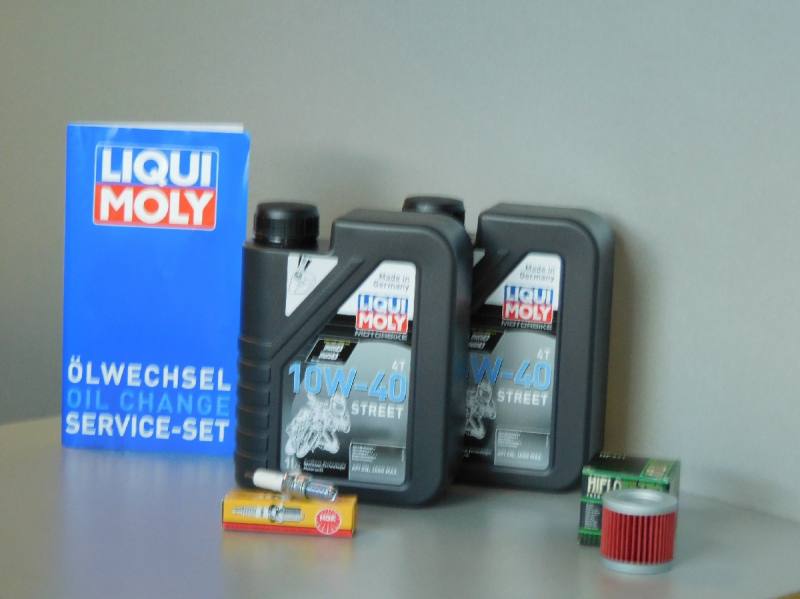 LIQUI
MOLY
ÖLWECHSEL
OIL CHANGE
SERVICE-SET
Made in
Germany
LIQUI
MOLY
MOTORBIKE
4T
10W-40
STREET
1L
Made in
Germany
LIQUI
MOLY
MOTORBIKE
4T
W-40
STREET
NGK
HIFLO